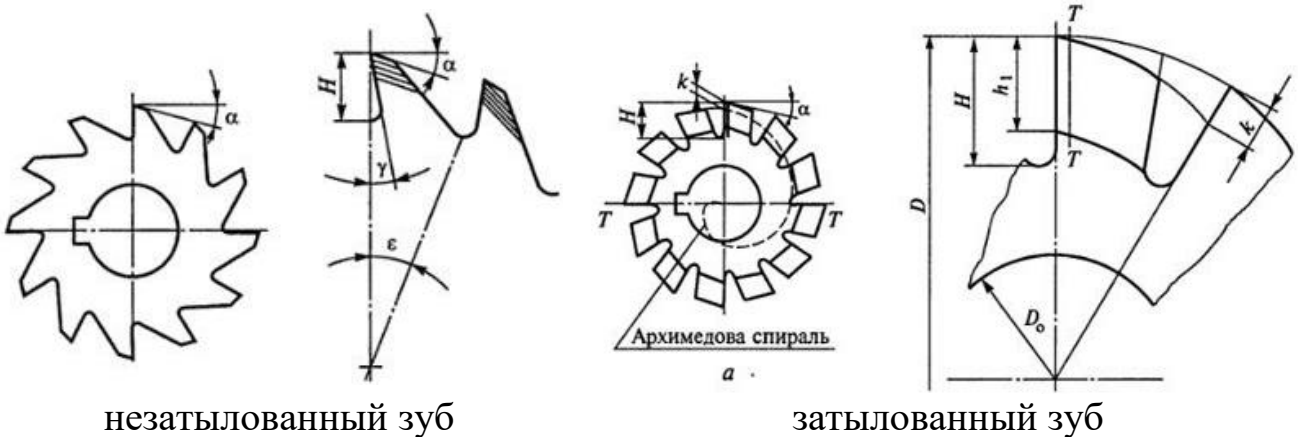 α
H
α
γ
ε
k
H
α
T
T
Архимедова спираль
а
T
H
h₁
k
T
D
D₀
незатылованный зуб
затылованный зуб